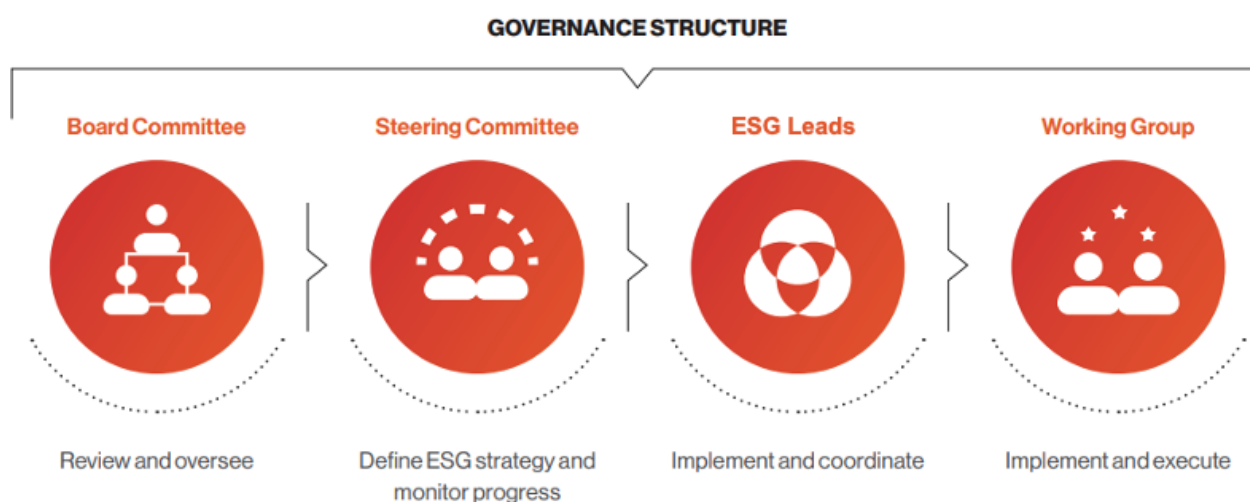 GOVERNANCE STRUCTURE
Board Committee
Steering Committee
ESG Leads
Working Group
Review and oversee
Define ESG strategy and
monitor progress
Implement and coordinate
Implement and execute